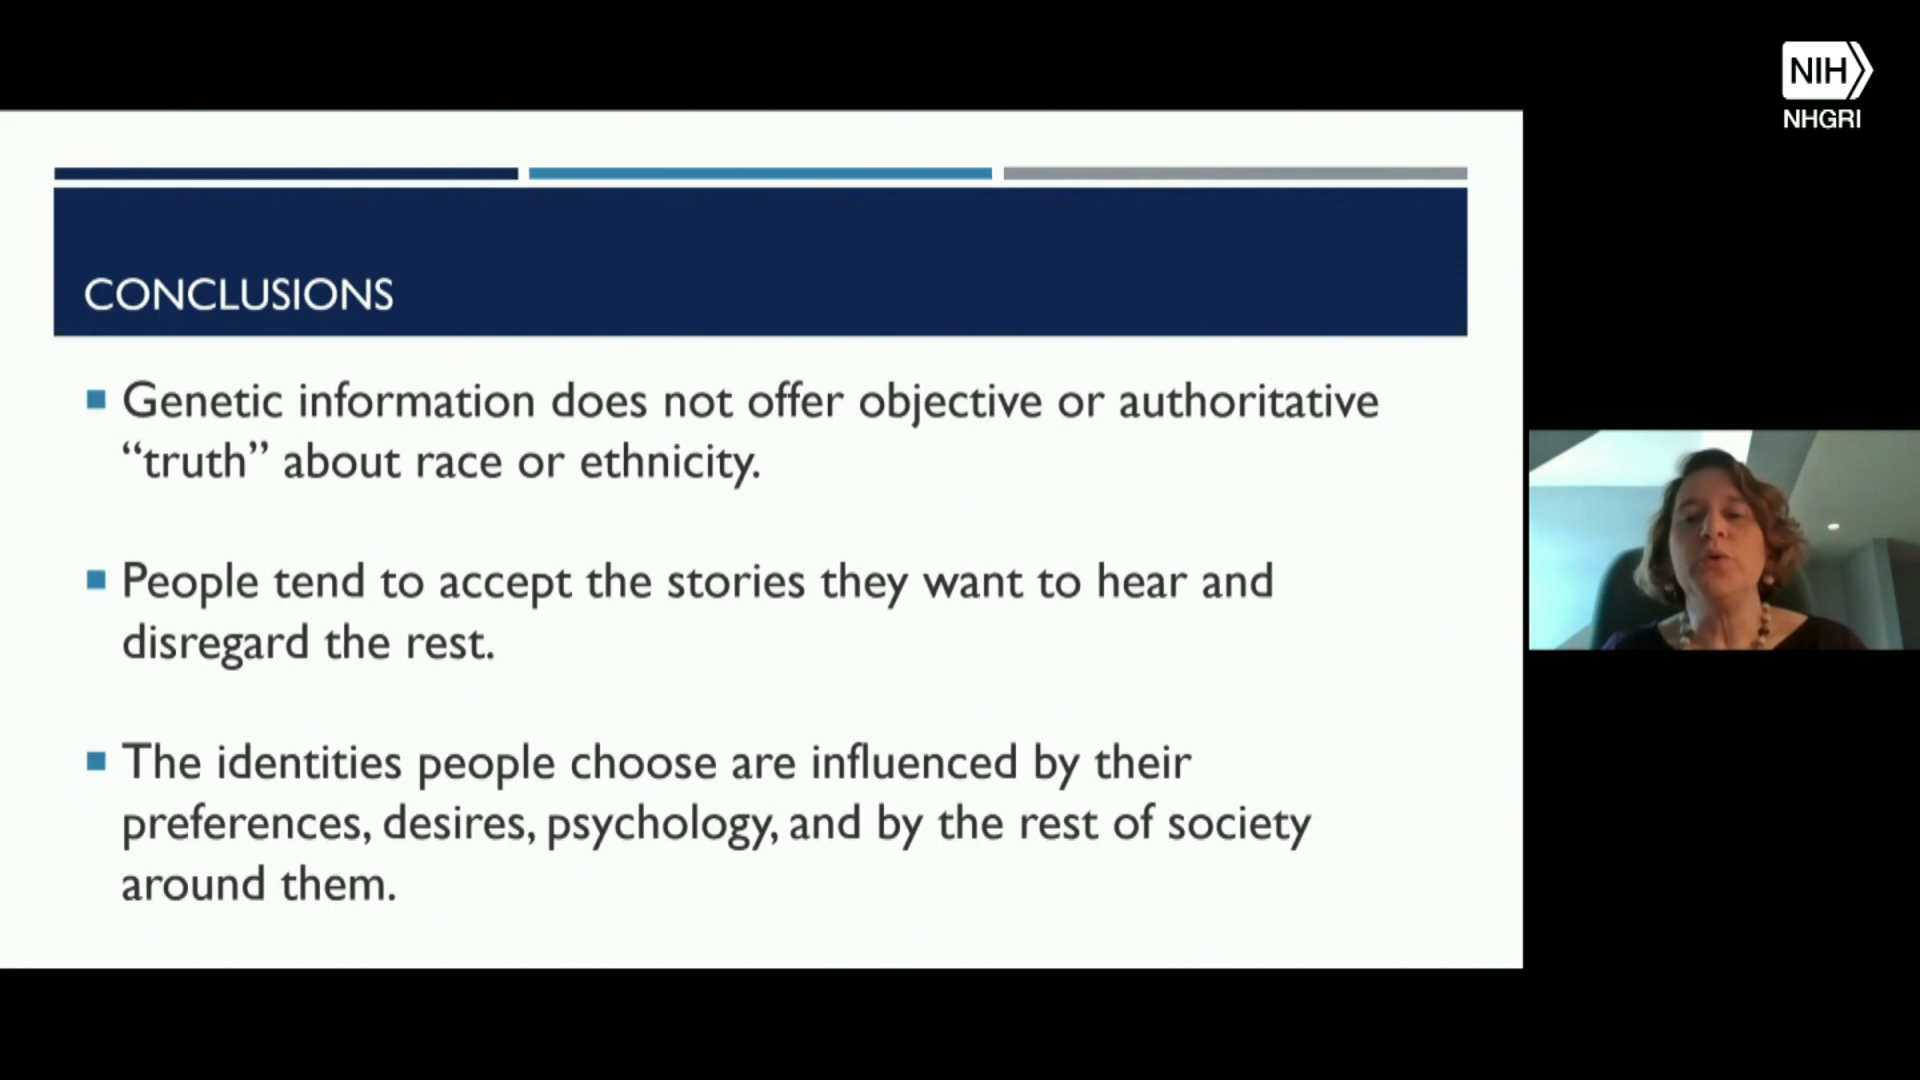 NIH
NHGRI
CONCLUSIONS
Genetic information does not offer objective or authoritative
“truth” about race or ethnicity.
People tend to accept the stories they want to hear and
disregard the rest.
The identities people choose are influenced by their
preferences, desires, psychology, and by the rest of society
around them.